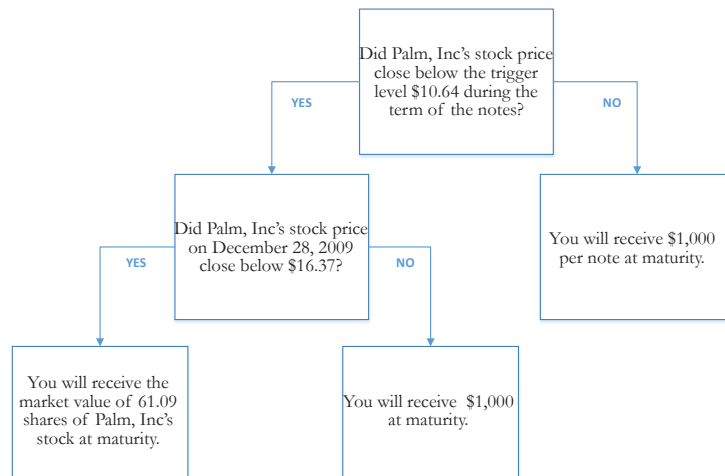 Did Palm, Inc's stock price
close below the trigger
level $10.64 during the
term of the notes?
YES
NO
Did Palm, Inc's stock price
on December 28, 2009
close below $16.37?
You will receive $1,000
per note at maturity.
YES
NO
You will receive the
market value of 61.09
shares of Palm, Inc's
stock at maturity.
You will receive $1,000
at maturity.